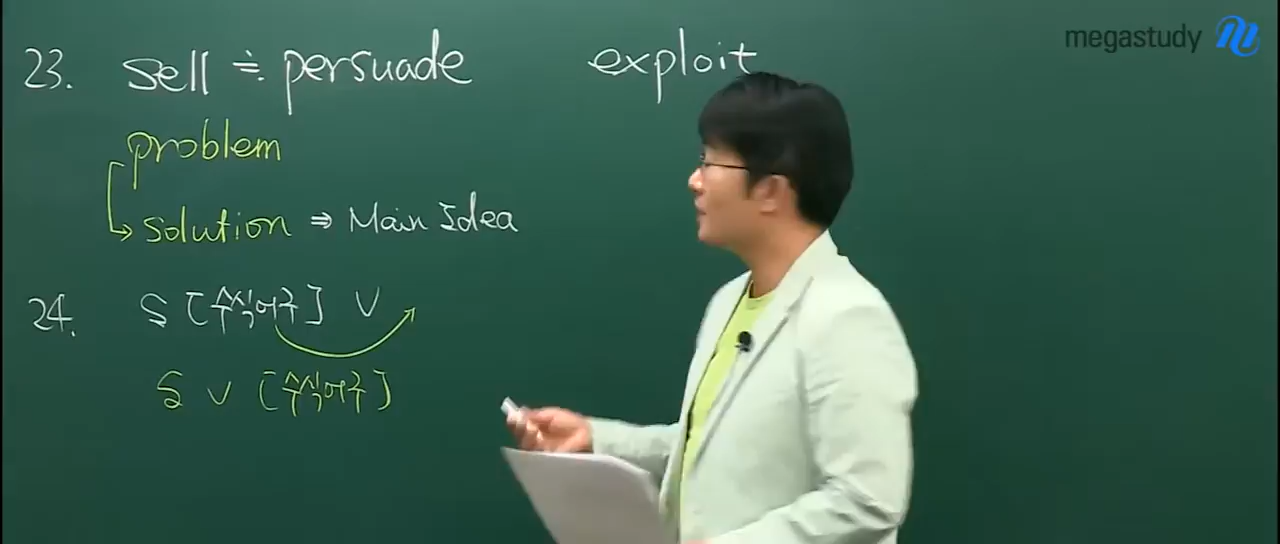 megastudy
23. sell ≒ persuade exploit
problem
solution ⇒ Main Idea
24. S [수식어구] V
S V [수식어구]